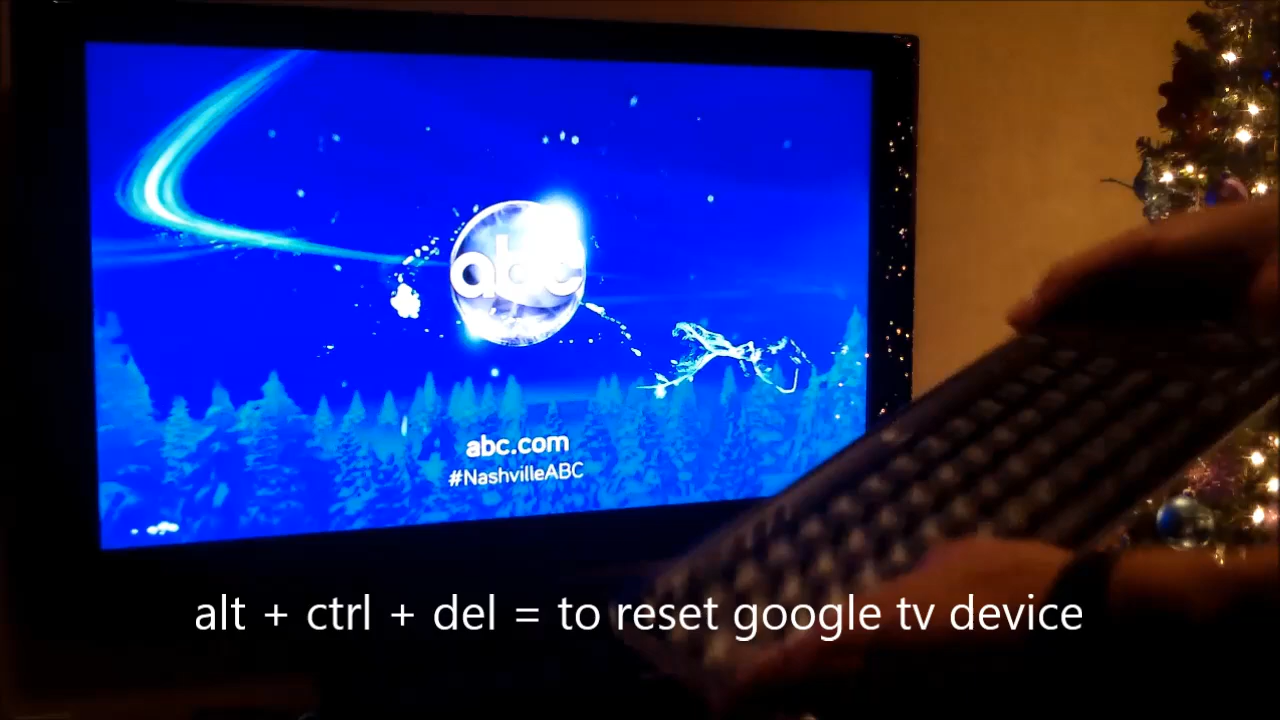 abc
abc.com
#NashvilleABC
alt + ctrl + del = to reset google tv device